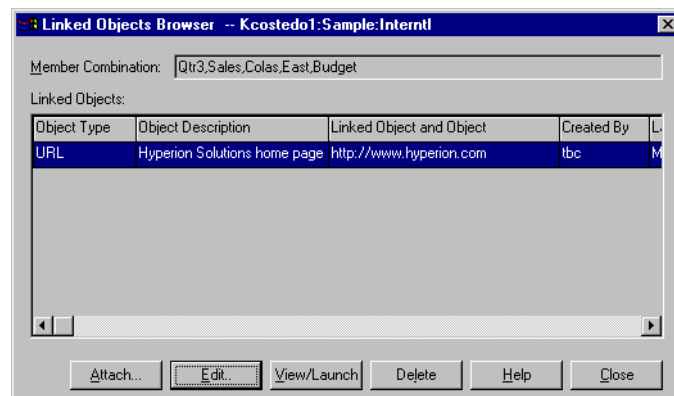 Linked Objects Browser -- Kcostedo1:Sample:Interntl
Member Combination: Qtr3,Sales,Colas,East,Budget
Linked Objects:
Object Type Object Description Linked Object and Object Created By L
URL Hyperion Solutions home page http://www.hyperion.com tbc M
Attach... Edit.. View/Launch Delete Help Close